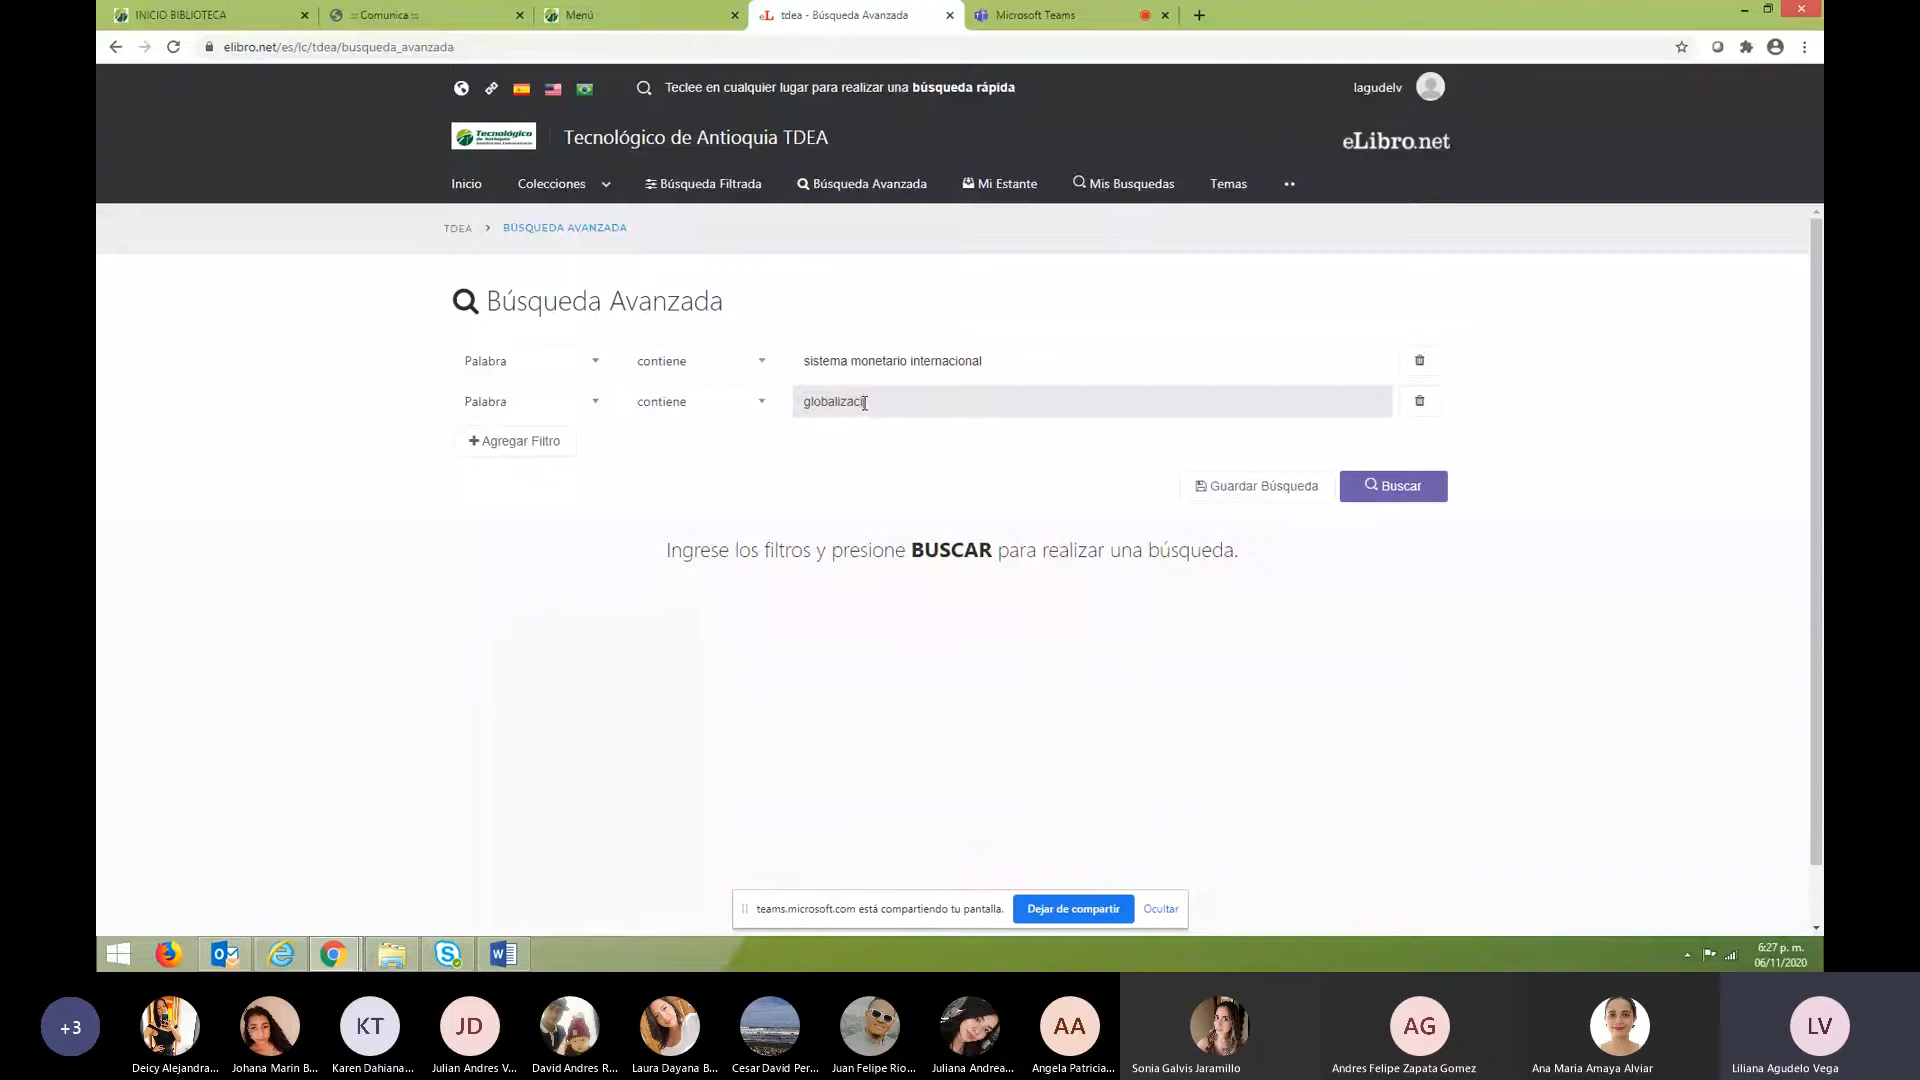 INICIO BIBLIOTECA
::: Comunica :::
Menú
tdea - Búsqueda Avanzada
Microsoft Teams
elibro.net/es/lc/tdea/busqueda_avanzada
Teclee en cualquier lugar para realizar una búsqueda rápida
lagudelv
Tecnológico
de Antioquia
Tecnológico de Antioquia TDEA
eLibro.net
Inicio
Colecciones
Búsqueda Filtrada
Búsqueda Avanzada
Mi Estante
Mis Busquedas
Temas
TDEA > BÚSQUEDA AVANZADA
Búsqueda Avanzada
Palabra contiene sistema monetario internacional
Palabra contiene globalizaci
+ Agregar Filtro
Guardar Búsqueda
Buscar
Ingrese los filtros y presione BUSCAR para realizar una búsqueda.
teams.microsoft.com está compartiendo tu pantalla.
Dejar de compartir
Ocultar
6:27 p. m.
06/11/2020
+3
KT
JD
AA
AG
LV
Deicy Alejandra...
Johana Marin B...
Karen Dahiana...
Julian Andres V...
David Andres R...
Laura Dayana B...
Cesar David Per...
Juan Felipe Rio...
Juliana Andrea...
Angela Patricia...
Sonia Galvis Jaramillo
Andres Felipe Zapata Gomez
Ana Maria Amaya Alviar
Liliana Agudelo Vega